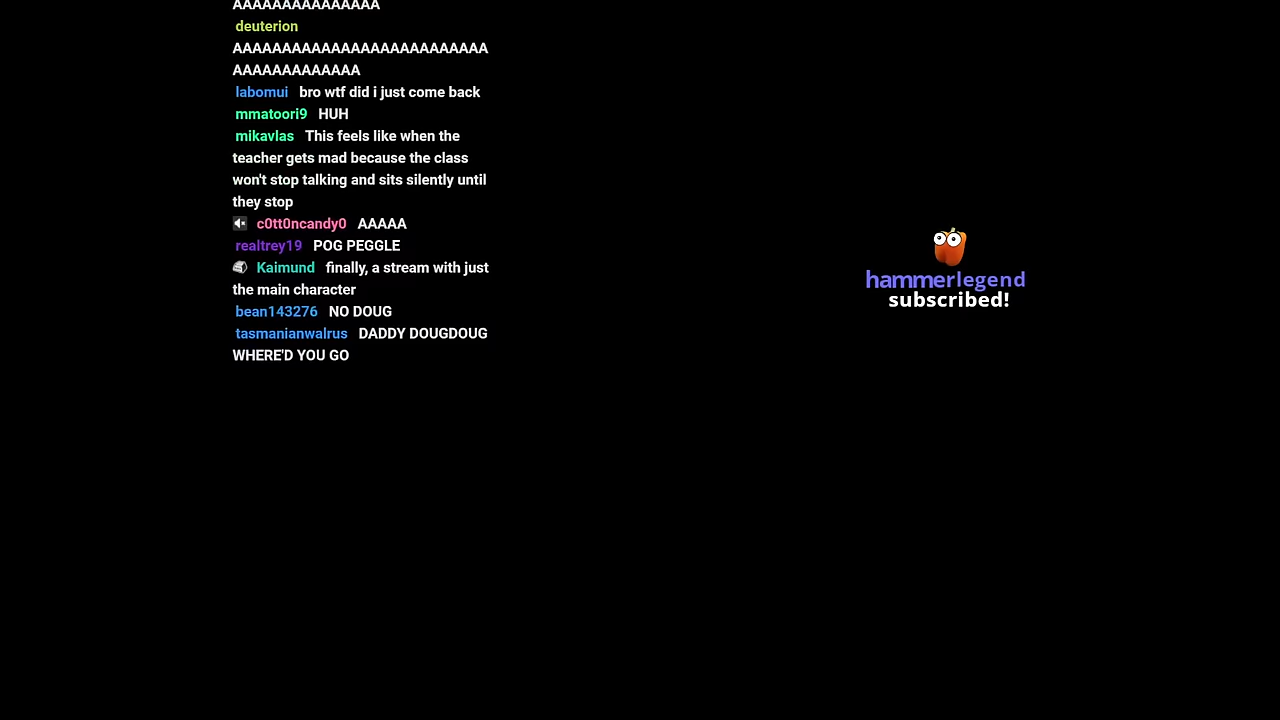 AAAAAAAAAAAAAAA
deuterion
AAAAAAAAAAAAAAAAAAAAAAAAAA
AAAAAAAAAAAAA
labomui bro wtf did i just come back
mmatoori9 HUH
mikavlas This feels like when the
teacher gets mad because the class
won't stop talking and sits silently until
they stop
c0tt0ncandy0 AAAAA
realtrey19 POG PEGGLE
Kaimund finally, a stream with just
the main character
bean143276 NO DOUG
tasmanianwalrus DADDY DOUGDOUG
WHERE'D YOU GO
hammerlegend
subscribed!